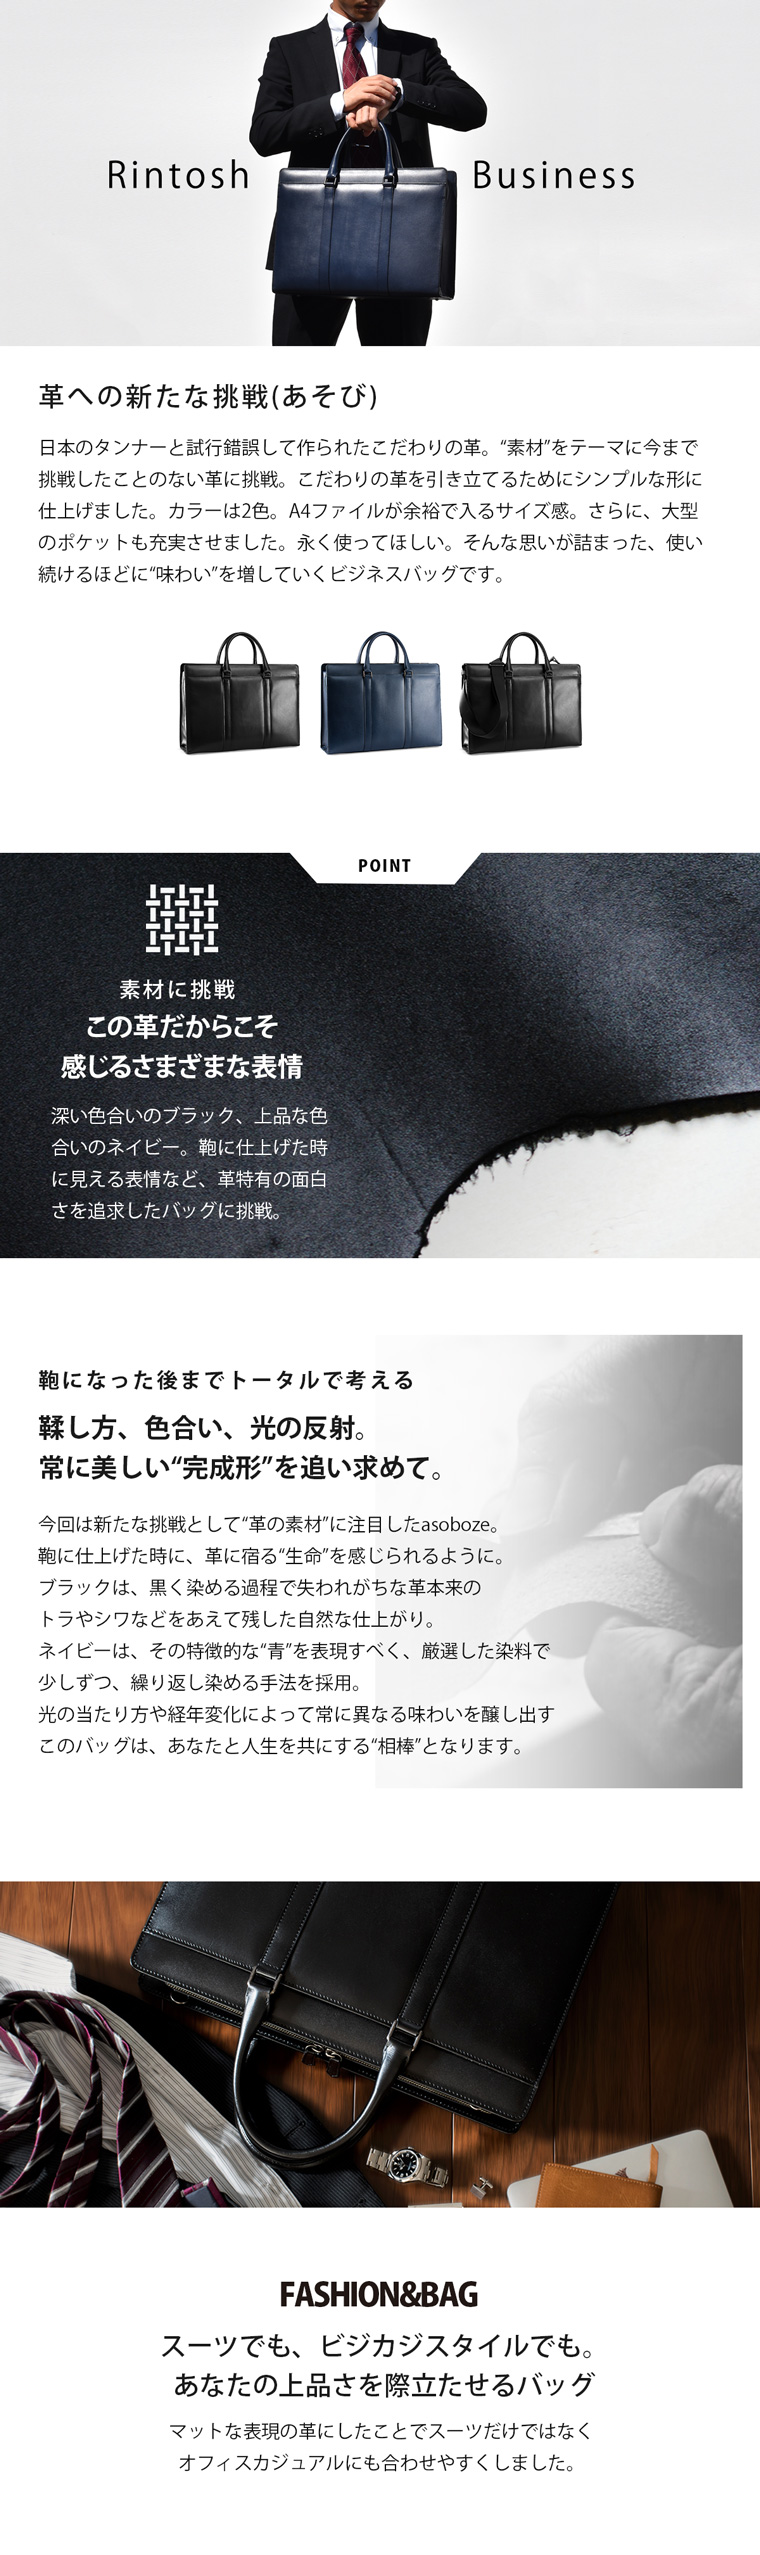 Rintosh Business
革への新たな挑戦(あそび)
日本のタンナーと試行錯誤して作られたこだわりの革。“素材”をテーマに今まで
挑戦したことのない革に挑戦。こだわりの革を引き立てるためにシンプルな形に
仕上げました。カラーは2色。A4ファイルが余裕で入るサイズ感。さらに、大型
のポケットも充実させました。永く使ってほしい。そんな思いが詰まった、使い
続けるほどに“味わい”を増していくビジネスバッグです。
POINT
素材に挑戦
この革だからこそ
感じるさまざまな表情
深い色合いのブラック、上品な色
合いのネイビー。鞄に仕上げた時
に見える表情など、革特有の面白
さを追求したバッグに挑戦。
鞄になった後までトータルで考える
鞣し方、色合い、光の反射。
常に美しい“完成形”を追い求めて。
今回は新たな挑戦として“革の素材”に注目したasoboze。
鞄に仕上げた時に、革に宿る“生命”を感じられるように。
ブラックは、黒く染める過程で失われがちな革本来の
トラやシワなどをあえて残した自然な仕上がり。
ネイビーは、その特徴的な“青”を表現すべく、厳選した染料で
少しずつ、繰り返し染める手法を採用。
光の当たり方や経年変化によって常に異なる味わいを醸し出す
このバッグは、あなたと人生を共にする“相棒”となります。
FASHION&BAG
スーツでも、ビジカジスタイルでも。
あなたの上品さを際立たせるバッグ
マットな表現の革にしたことでスーツだけではなく
オフィスカジュアルにも合わせやすくしました。